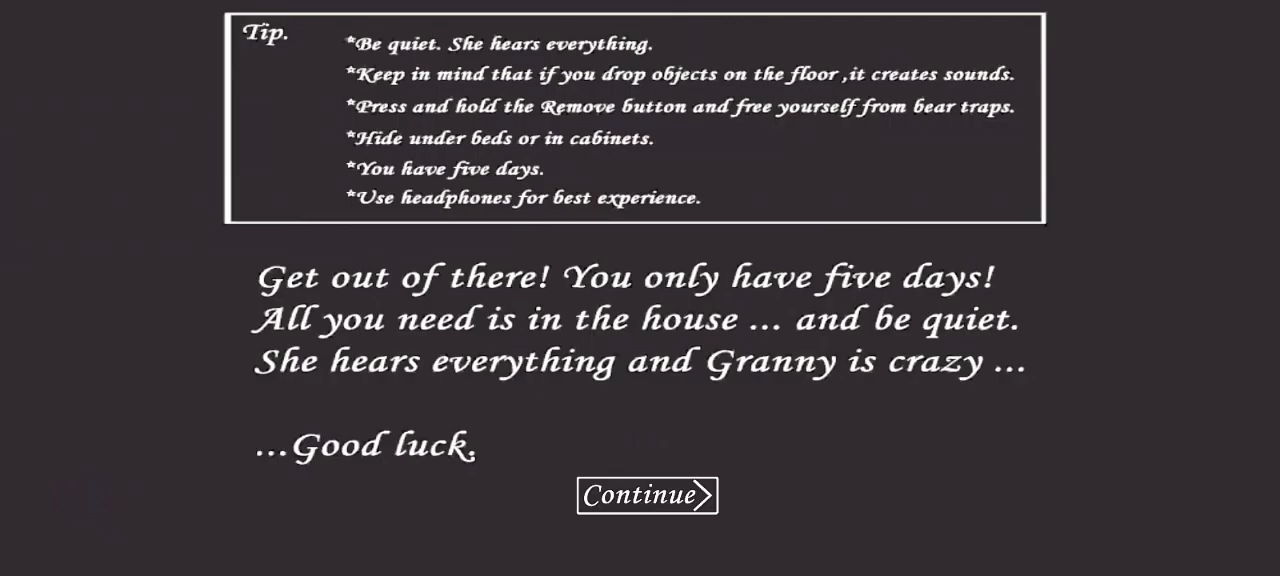 Tip.
*Be quiet. She hears everything.
*Keep in mind that if you drop objects on the floor ,it creates sounds.
*Press and hold the Remove button and free yourself from bear traps.
*Hide under beds or in cabinets.
*You have five days.
*Use headphones for best experience.
Get out of there! You only have five days!
All you need is in the house ... and be quiet.
She hears everything and Granny is crazy ...
...Good luck.
Continue>